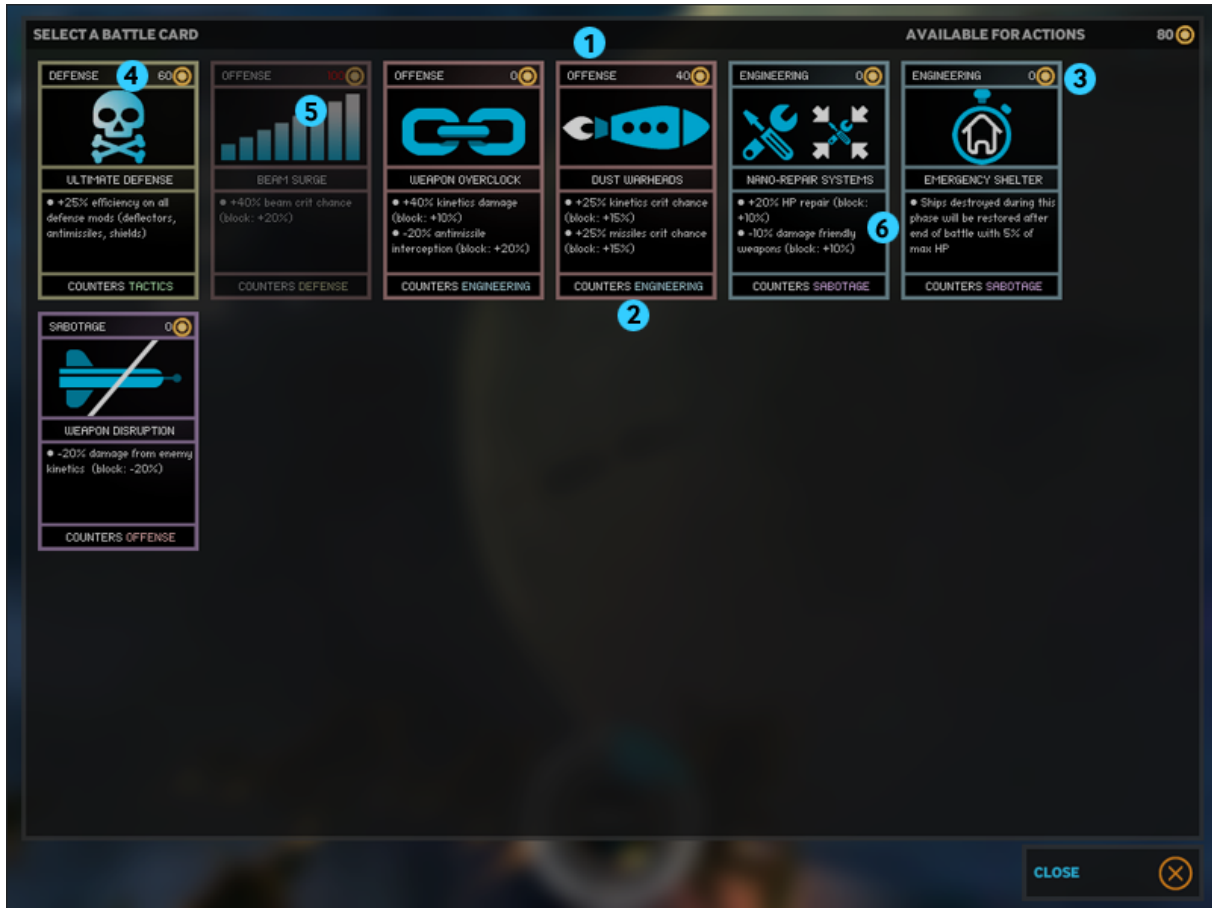 SELECT A BATTLE CARD
AVAILABLE FOR ACTIONS 80
1
DEFENSE 4 60
ULTIMATE DEFENSE
• +25% efficiency on all
defense mods (deflectors,
antimissiles, shields)
COUNTERS TACTICS
OFFENSE 100
5
BEAM SURGE
• +40% beam crit chance
(block: +20%)
COUNTERS DEFENSE
OFFENSE 0
WEAPON OVERCLOCK
• +40% kinetics damage
(block: +10%)
• -20% antimissile
interception (block: +20%)
COUNTERS ENGINEERING
OFFENSE 40
DUST WARHEADS
• +25% kinetics crit chance
(block: +15%)
• +25% missiles crit chance
(block: +15%)
COUNTERS ENGINEERING
2
ENGINEERING 0
NANO-REPAIR SYSTEMS
• +20% HP repair (block:
+10%)
• -10% damage friendly
weapons (block: +10%)
6
COUNTERS SABOTAGE
ENGINEERING 0
3
EMERGENCY SHELTER
• Ships destroyed during this
phase will be restored after
end of battle with 5% of
max HP
COUNTERS SABOTAGE
SABOTAGE 0
WEAPON DISRUPTION
• -20% damage from enemy
kinetics (block: -20%)
COUNTERS OFFENSE
CLOSE